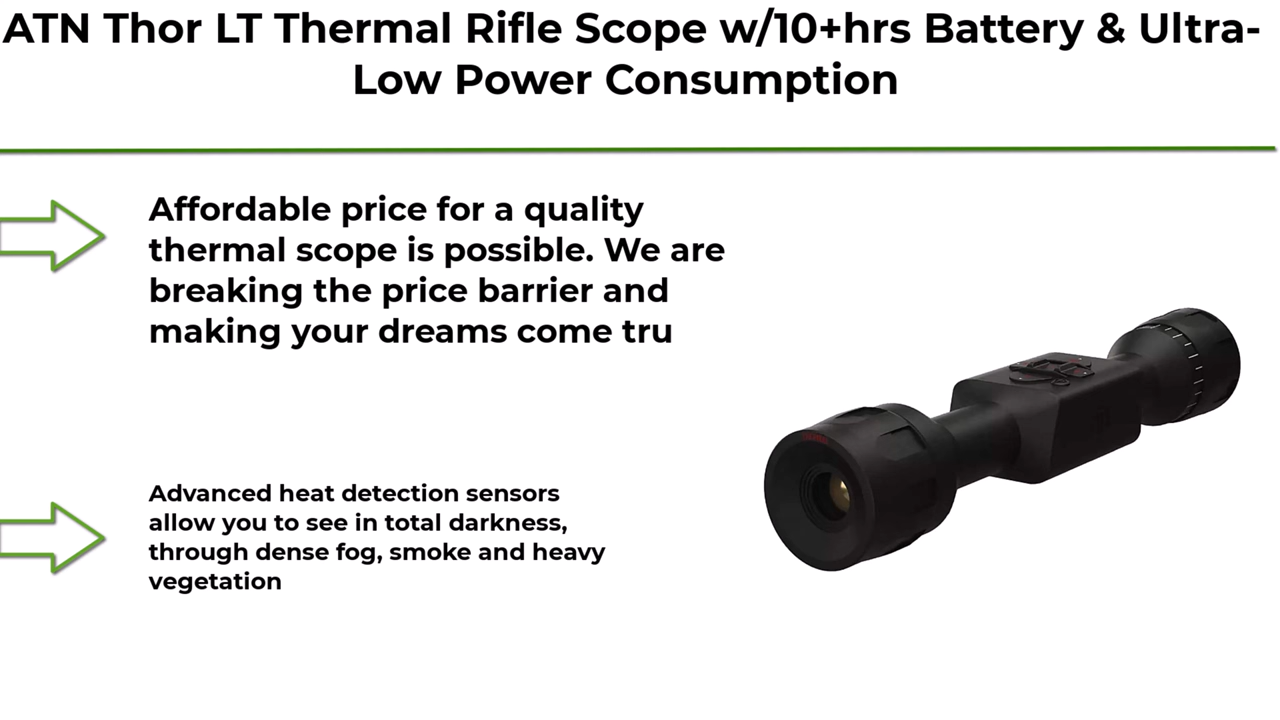 ATN Thor LT Thermal Rifle Scope w/10+hrs Battery & Ultra-
Low Power Consumption
Affordable price for a quality
thermal scope is possible. We are
breaking the price barrier and
making your dreams come tru
Advanced heat detection sensors
allow you to see in total darkness,
through dense fog, smoke and heavy
vegetation